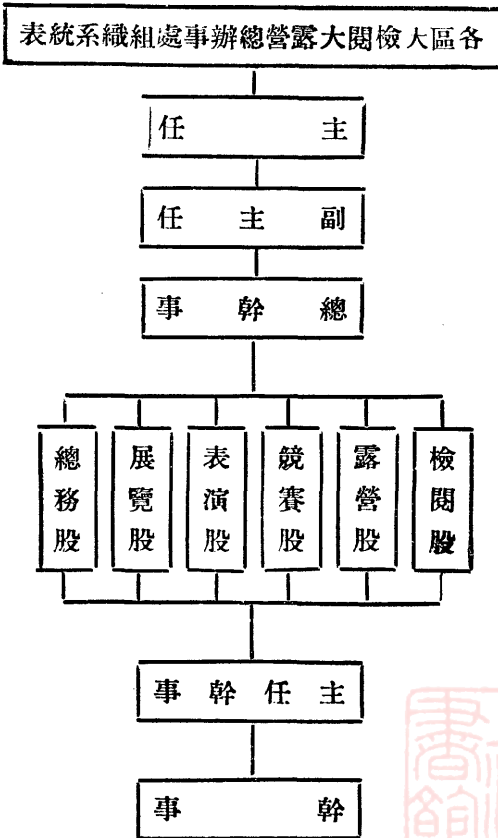 各區大檢閱大露營總辦事處組織系統表
主任
副主任
總幹事
檢閱股
露營股
競賽股
表演股
展覽股
總務股
主任幹事
幹事